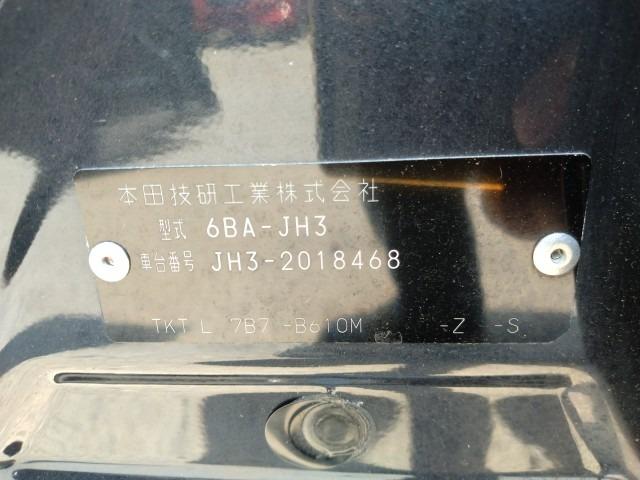 本田技研工業株式会社
型式 6BA-JH3
車台番号 JH3-2018468
TKT L 7B7 -B610M -Z -S